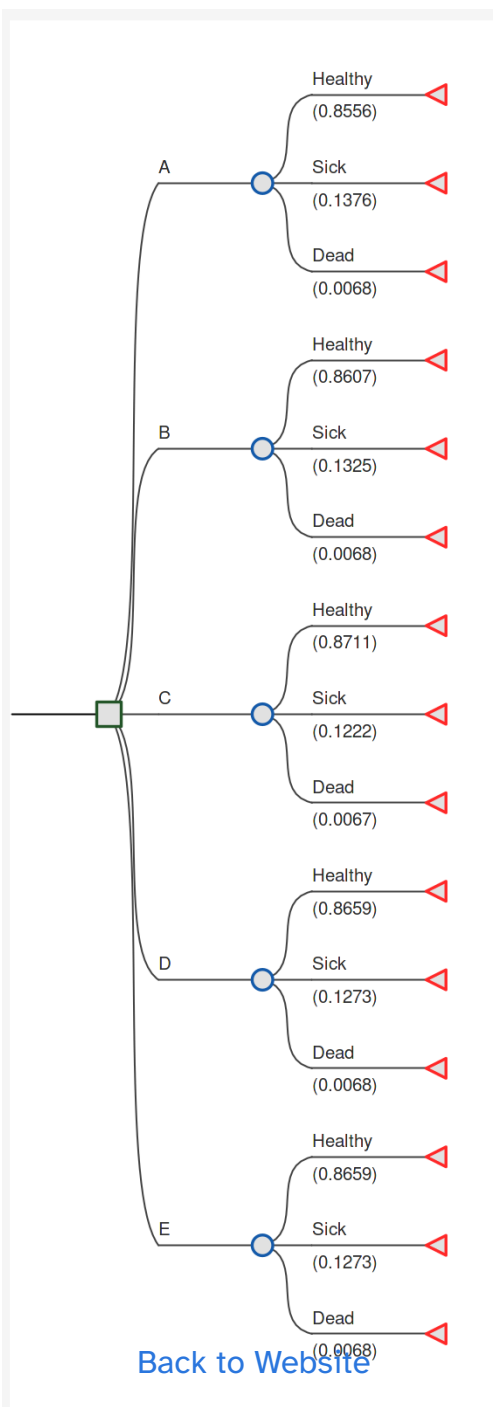 Healthy
(0.8556)
A
Sick
(0.1376)
Dead
(0.0068)
Healthy
(0.8607)
B
Sick
(0.1325)
Dead
(0.0068)
Healthy
(0.8711)
C
Sick
(0.1222)
Dead
(0.0067)
Healthy
(0.8659)
D
Sick
(0.1273)
Dead
(0.0068)
Healthy
(0.8659)
E
Sick
(0.1273)
Dead
(0.0068)
Back to Website